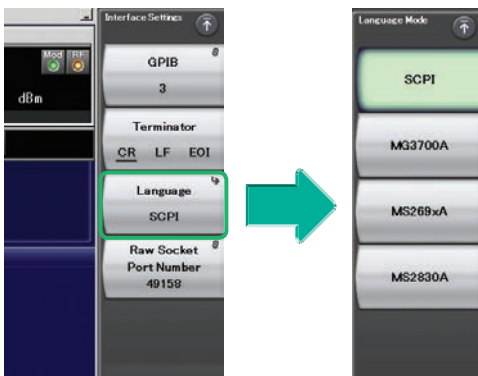 Mod RF
dBm
Interface Settings
GPIB
3
Terminator
CR LF EOI
Language
SCPI
Raw Socket
Port Number
49158
Language Mode
SCPI
MG3700A
MS269xA
MS2830A